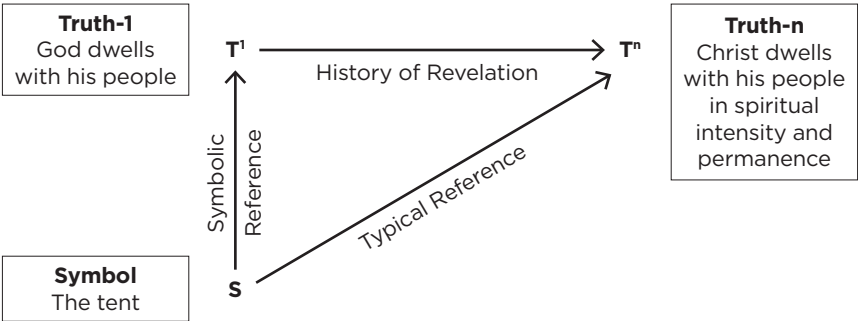 Truth-1
God dwells
with his people
T¹
History of Revelation
Tⁿ
Truth-n
Christ dwells
with his people
in spiritual
intensity and
permanence
Symbolic
Reference
Typical Reference
Symbol
The tent
S